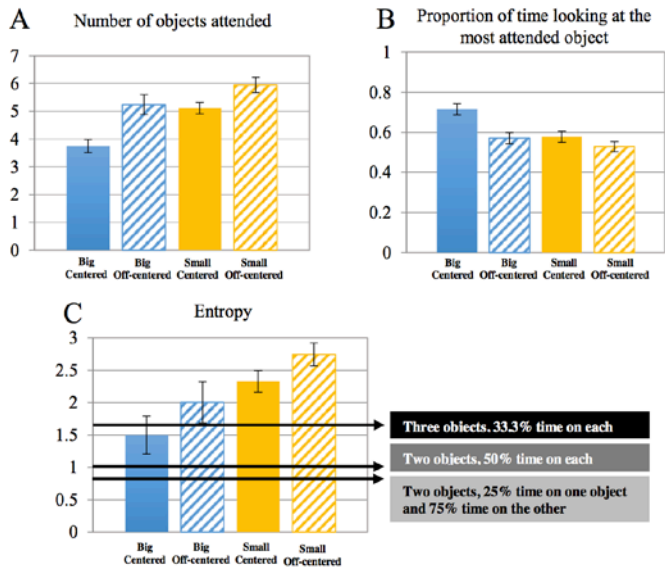 A
Number of objects attended
7
6
5
4
3
2
1
0
Big
Centered
Big
Off-centered
Small
Centered
Small
Off-centered
B
Proportion of time looking at the
most attended object
1
0.8
0.6
0.4
0.2
0
Big
Centered
Big
Off-centered
Small
Centered
Small
Off-centered
C
Entropy
3
2.5
2
1.5
1
0.5
0
Big
Centered
Big
Off-centered
Small
Centered
Small
Off-centered
Three objects, 33.3% time on each
Two objects, 50% time on each
Two objects, 25% time on one object
and 75% time on the other